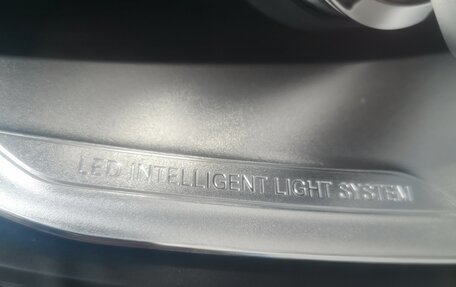 LED INTELLIGENT LIGHT SYSTEM